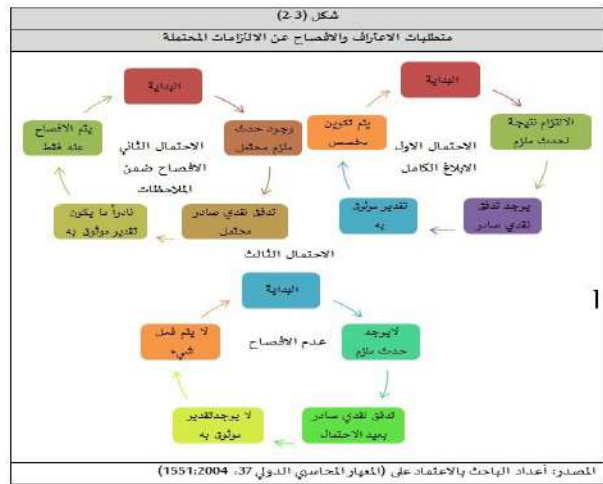 شكل (3-2)
متطلبات الاعتراف والافصاح عن الالتزامات المحتملة
البداية
الالتزام نتيجة
لحدث ملزم
يوجد تدفق
نقدي صادر
تقدير موثوق
به
يتم تكوين
مخصص
الاحتمال الاول
الابلاغ الكامل
البداية
وجود حدث
ملزم محتمل
تدفق نقدي صادر
محتمل
نادراً ما يكون
تقدير موثوق به
يتم الافصاح
عنه فقط
الاحتمال الثاني
الافصاح ضمن
الملاحظات
الاحتمال الثالث
البداية
لايوجد
حدث ملزم
تدفق نقدي صادر
بعيد الاحتمال
لا يوجدتقدير
موثوق به
لا يتم فعل
شيء
عدم الافصاح
المصدر: أعداد الباحث بالاعتماد على (المعيار المحاسبي الدولي 37، 1551:2004)